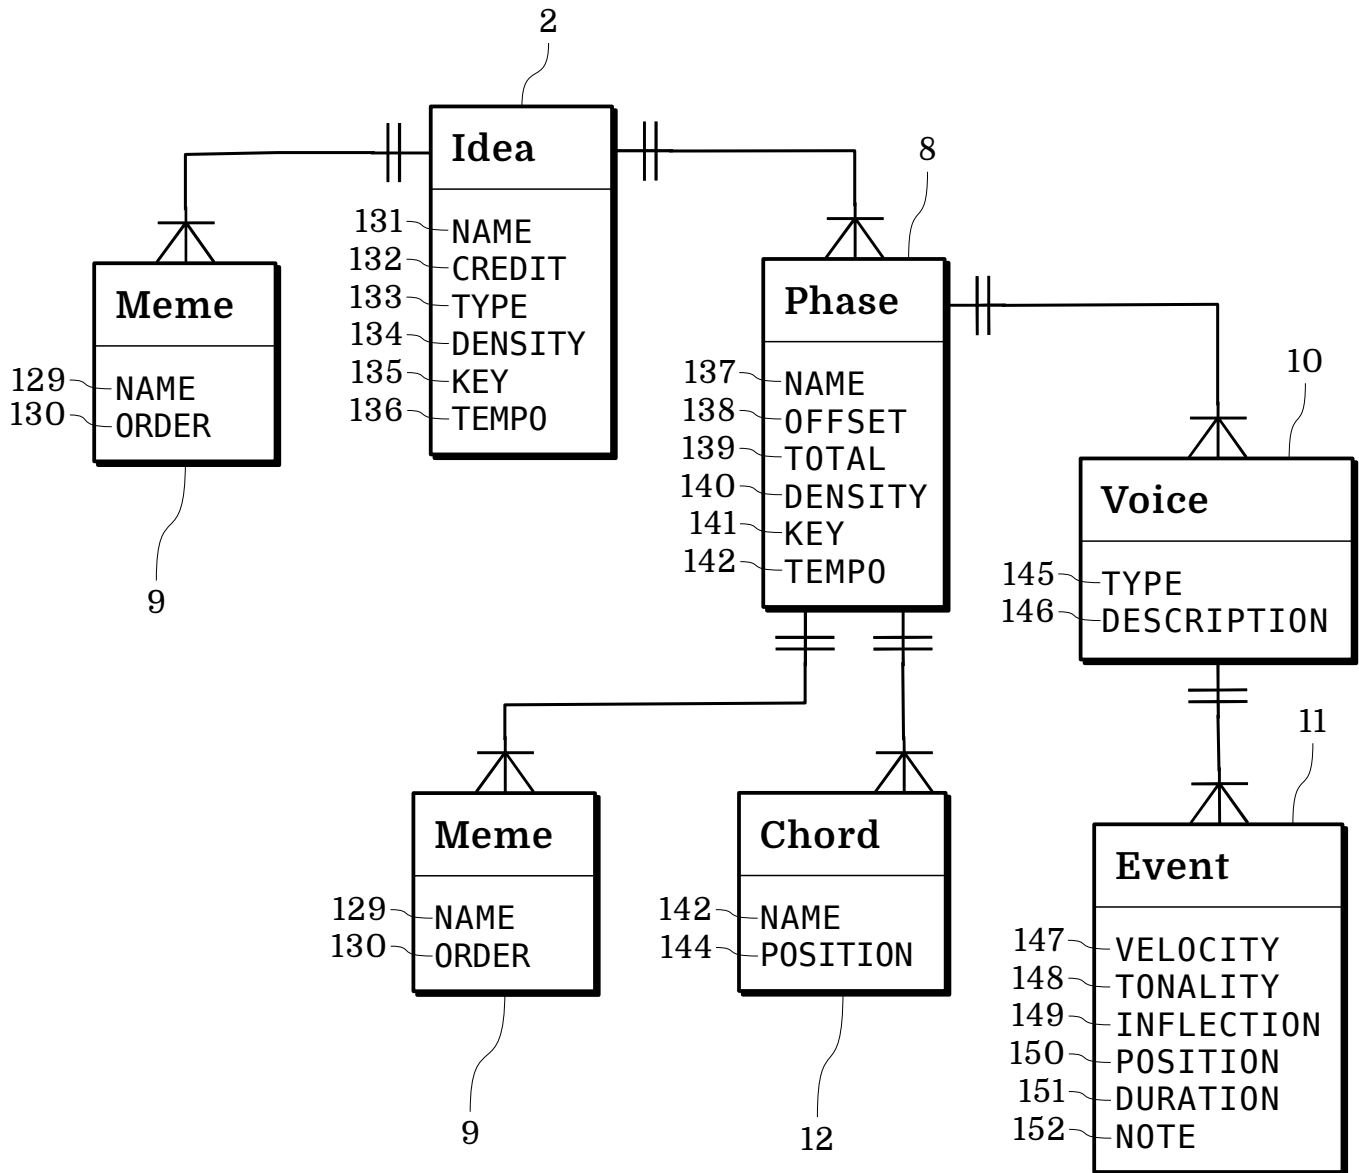 2
Idea
131 NAME
132 CREDIT
133 TYPE
134 DENSITY
135 KEY
136 TEMPO
Meme
129 NAME
130 ORDER
9
8
Phase
137 NAME
138 OFFSET
139 TOTAL
140 DENSITY
141 KEY
142 TEMPO
10
Voice
145 TYPE
146 DESCRIPTION
Meme
129 NAME
130 ORDER
9
Chord
142 NAME
144 POSITION
12
11
Event
147 VELOCITY
148 TONALITY
149 INFLECTION
150 POSITION
151 DURATION
152 NOTE